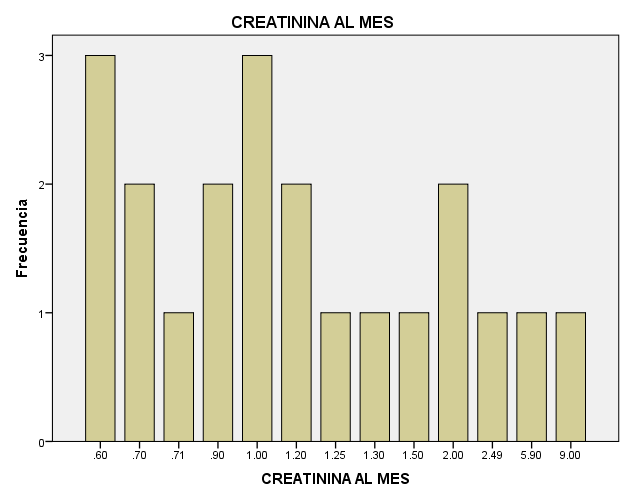 CREATININA AL MES
3
2
1
0
Frecuencia
.60 .70 .71 .90 1.00 1.20 1.25 1.30 1.50 2.00 2.49 5.90 9.00
CREATININA AL MES